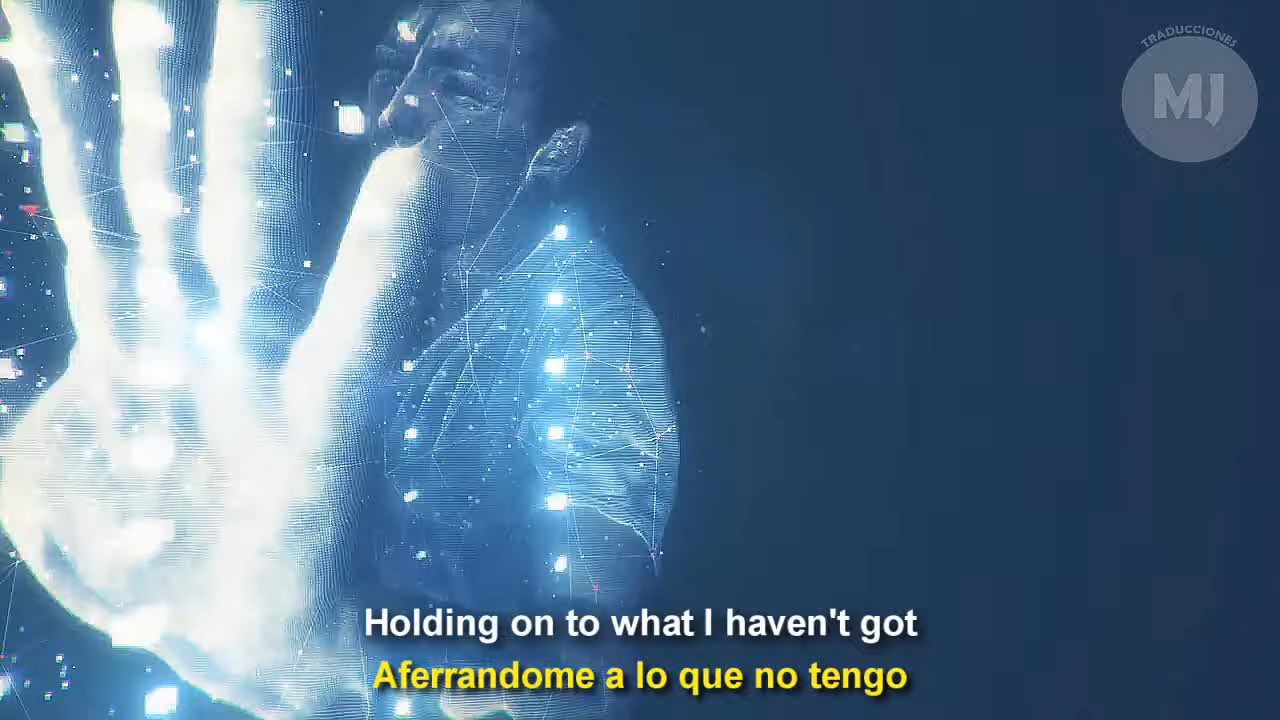 TRADUCCIONES
MJ
Holding on to what I haven't got
Aferrandome a lo que no tengo